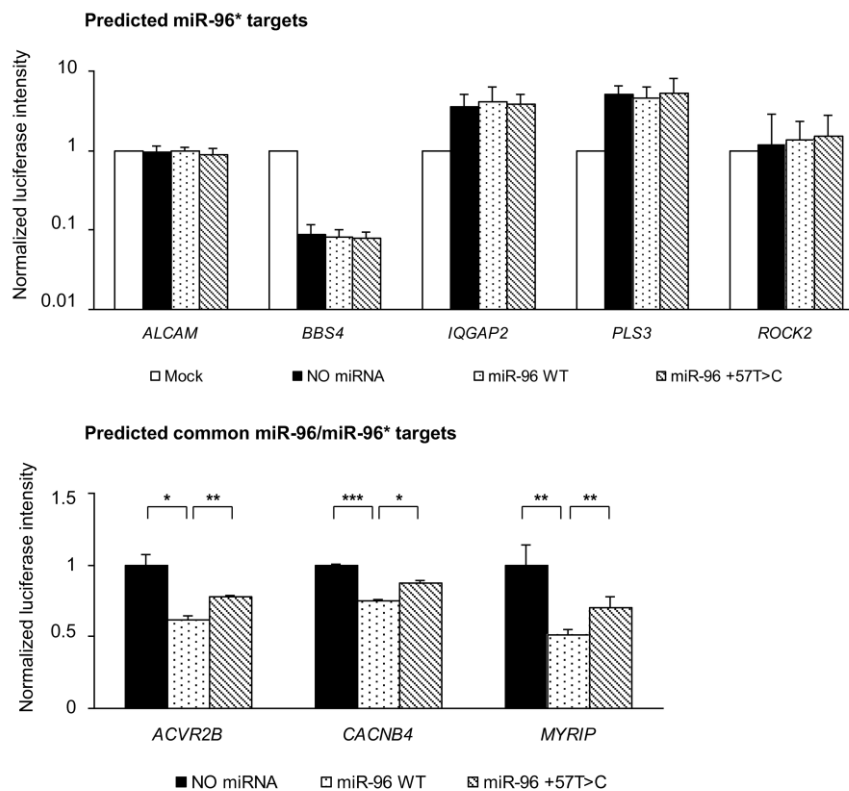 Predicted miR-96* targets
Normalized luciferase intensity
10
1
0.1
0.01
ALCAM BBS4 IQGAP2 PLS3 ROCK2
Mock NO miRNA miR-96 WT miR-96 +57T>C
Predicted common miR-96/miR-96* targets
Normalized luciferase intensity
1.5
* ** *** * ** **
1
0.5
0
ACVR2B CACNB4 MYRIP
NO miRNA miR-96 WT miR-96 +57T>C